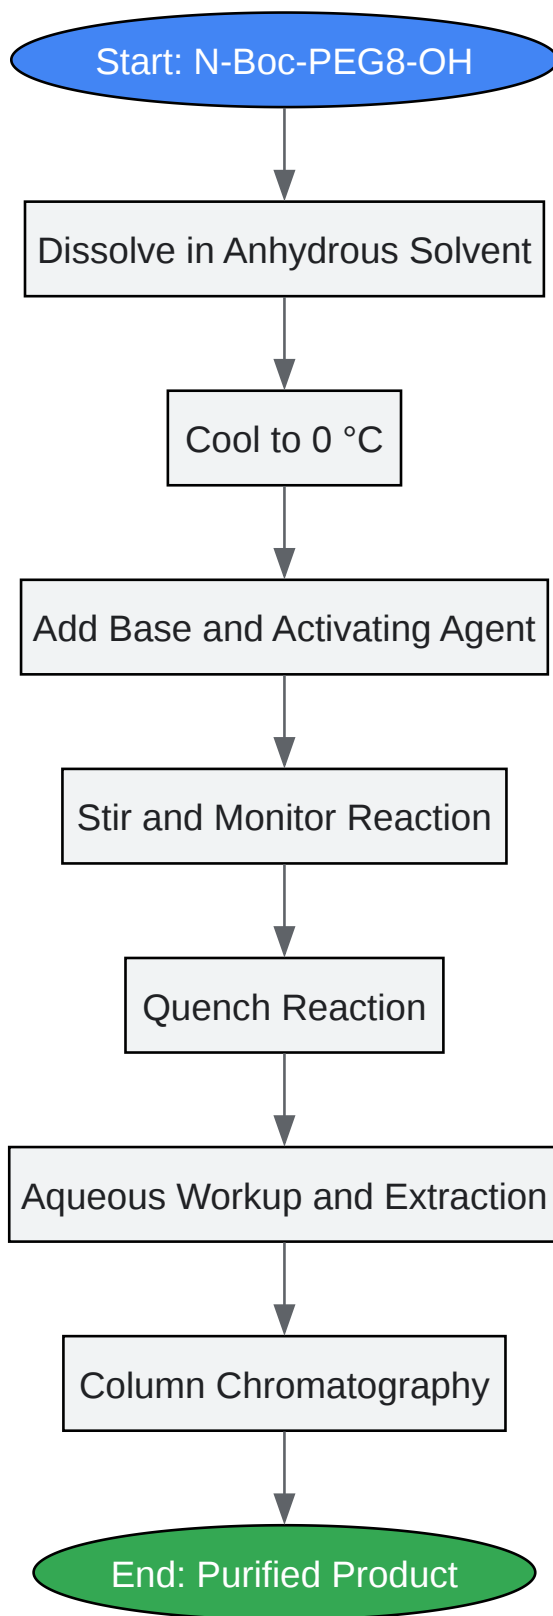 Start: N-Boc-PEG8-OH
Dissolve in Anhydrous Solvent
Cool to 0 °C
Add Base and Activating Agent
Stir and Monitor Reaction
Quench Reaction
Aqueous Workup and Extraction
Column Chromatography
End: Purified Product